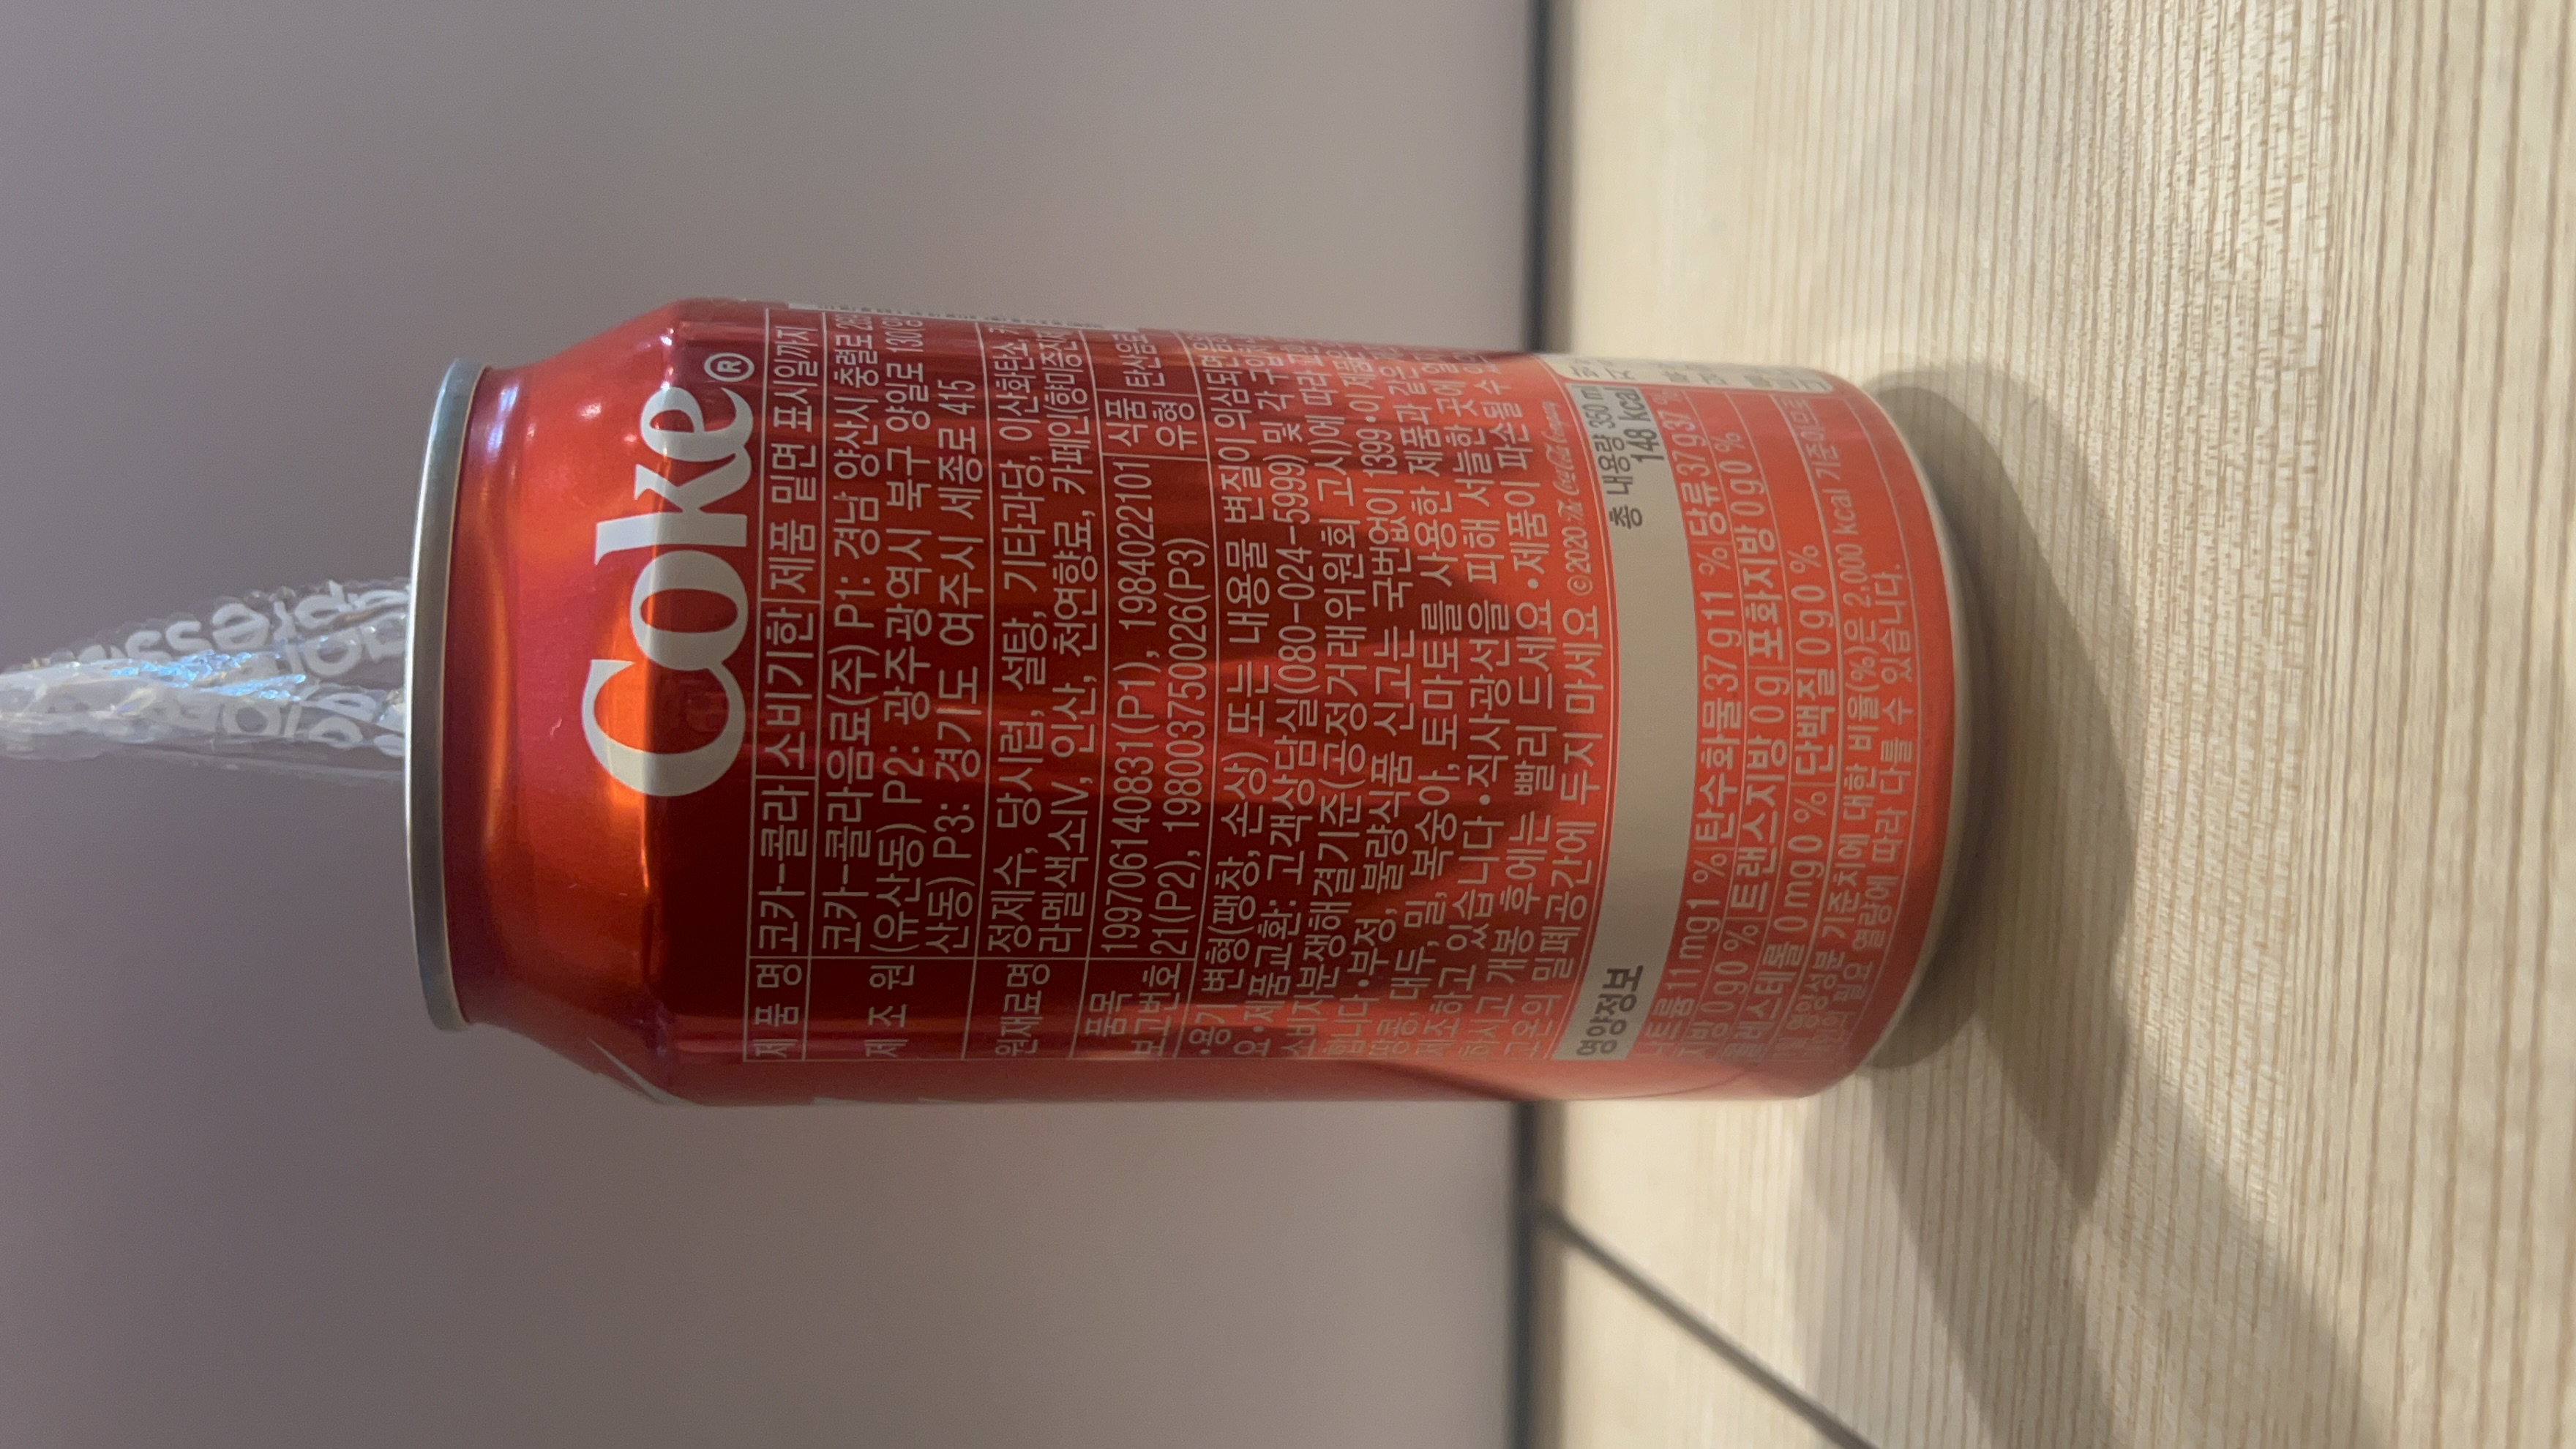 Coke®
제 품 명 코카-콜라 소비기한 제품 밑면 표시일까지
제 조 원 코카-콜라음료(주) P1: 경남 양산시 충렬로
(유산동) P2: 광주광역시 북구 양일로 130(양
산동) P3: 경기도 여주시 세종로 415
원재료명 정제수, 당시럽, 설탕, 기타과당, 이산화탄소, 카
라멜색소IV, 인산, 천연향료, 카페인(향미증진제
품목
보고번호 199706140831(P1), 1984022101
21(P2), 198003750026(P3)
식품
유형 탄산음료
•용기 변형(팽창, 손상) 또는 내용물 변질이 의심되면
요•제품교환: 고객상담실(080-024-5999) 및 각 구입처
소비자분쟁해결기준(공정거래위원회 고시)에 따라
합니다•부정, 불량식품 신고는 국번없이 1399•이 제품은
땅콩, 대두, 밀, 복숭아, 토마토를 사용한 제품과 같은
제조하고 있습니다•직사광선을 피해 서늘한 곳에
하시고 개봉 후에는 빨리 드세요•제품이 파손될 수
고온의 밀폐공간에 두지 마세요 ©2020 The Coca-Cola Company
영양정보 총 내용량 350 ml
148 kcal
나트륨 11 mg 1 % 탄수화물 37 g 11 % 당류 37 g 37 %
지방 0 g 0 % 트랜스지방 0 g 포화지방 0 g 0 %
콜레스테롤 0 mg 0 % 단백질 0 g 0 %
1일 영양성분 기준치에 대한 비율(%)은 2,000 kcal 기준이므로
개인의 필요 열량에 따라 다를 수 있습니다.